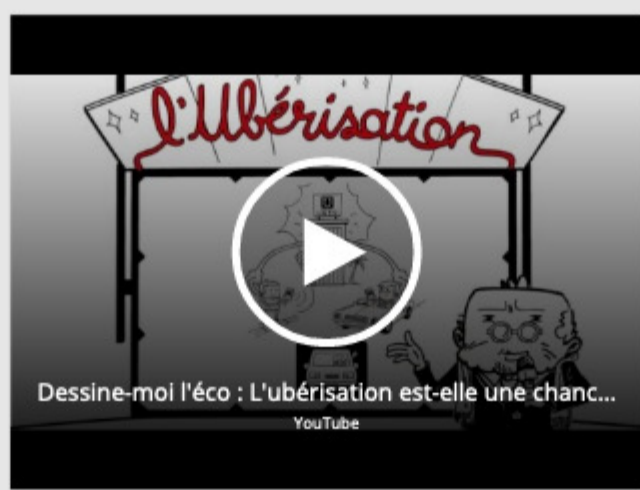 l'Ubérisation
Dessine-moi l'éco : L'ubérisation est-elle une chanc...
YouTube